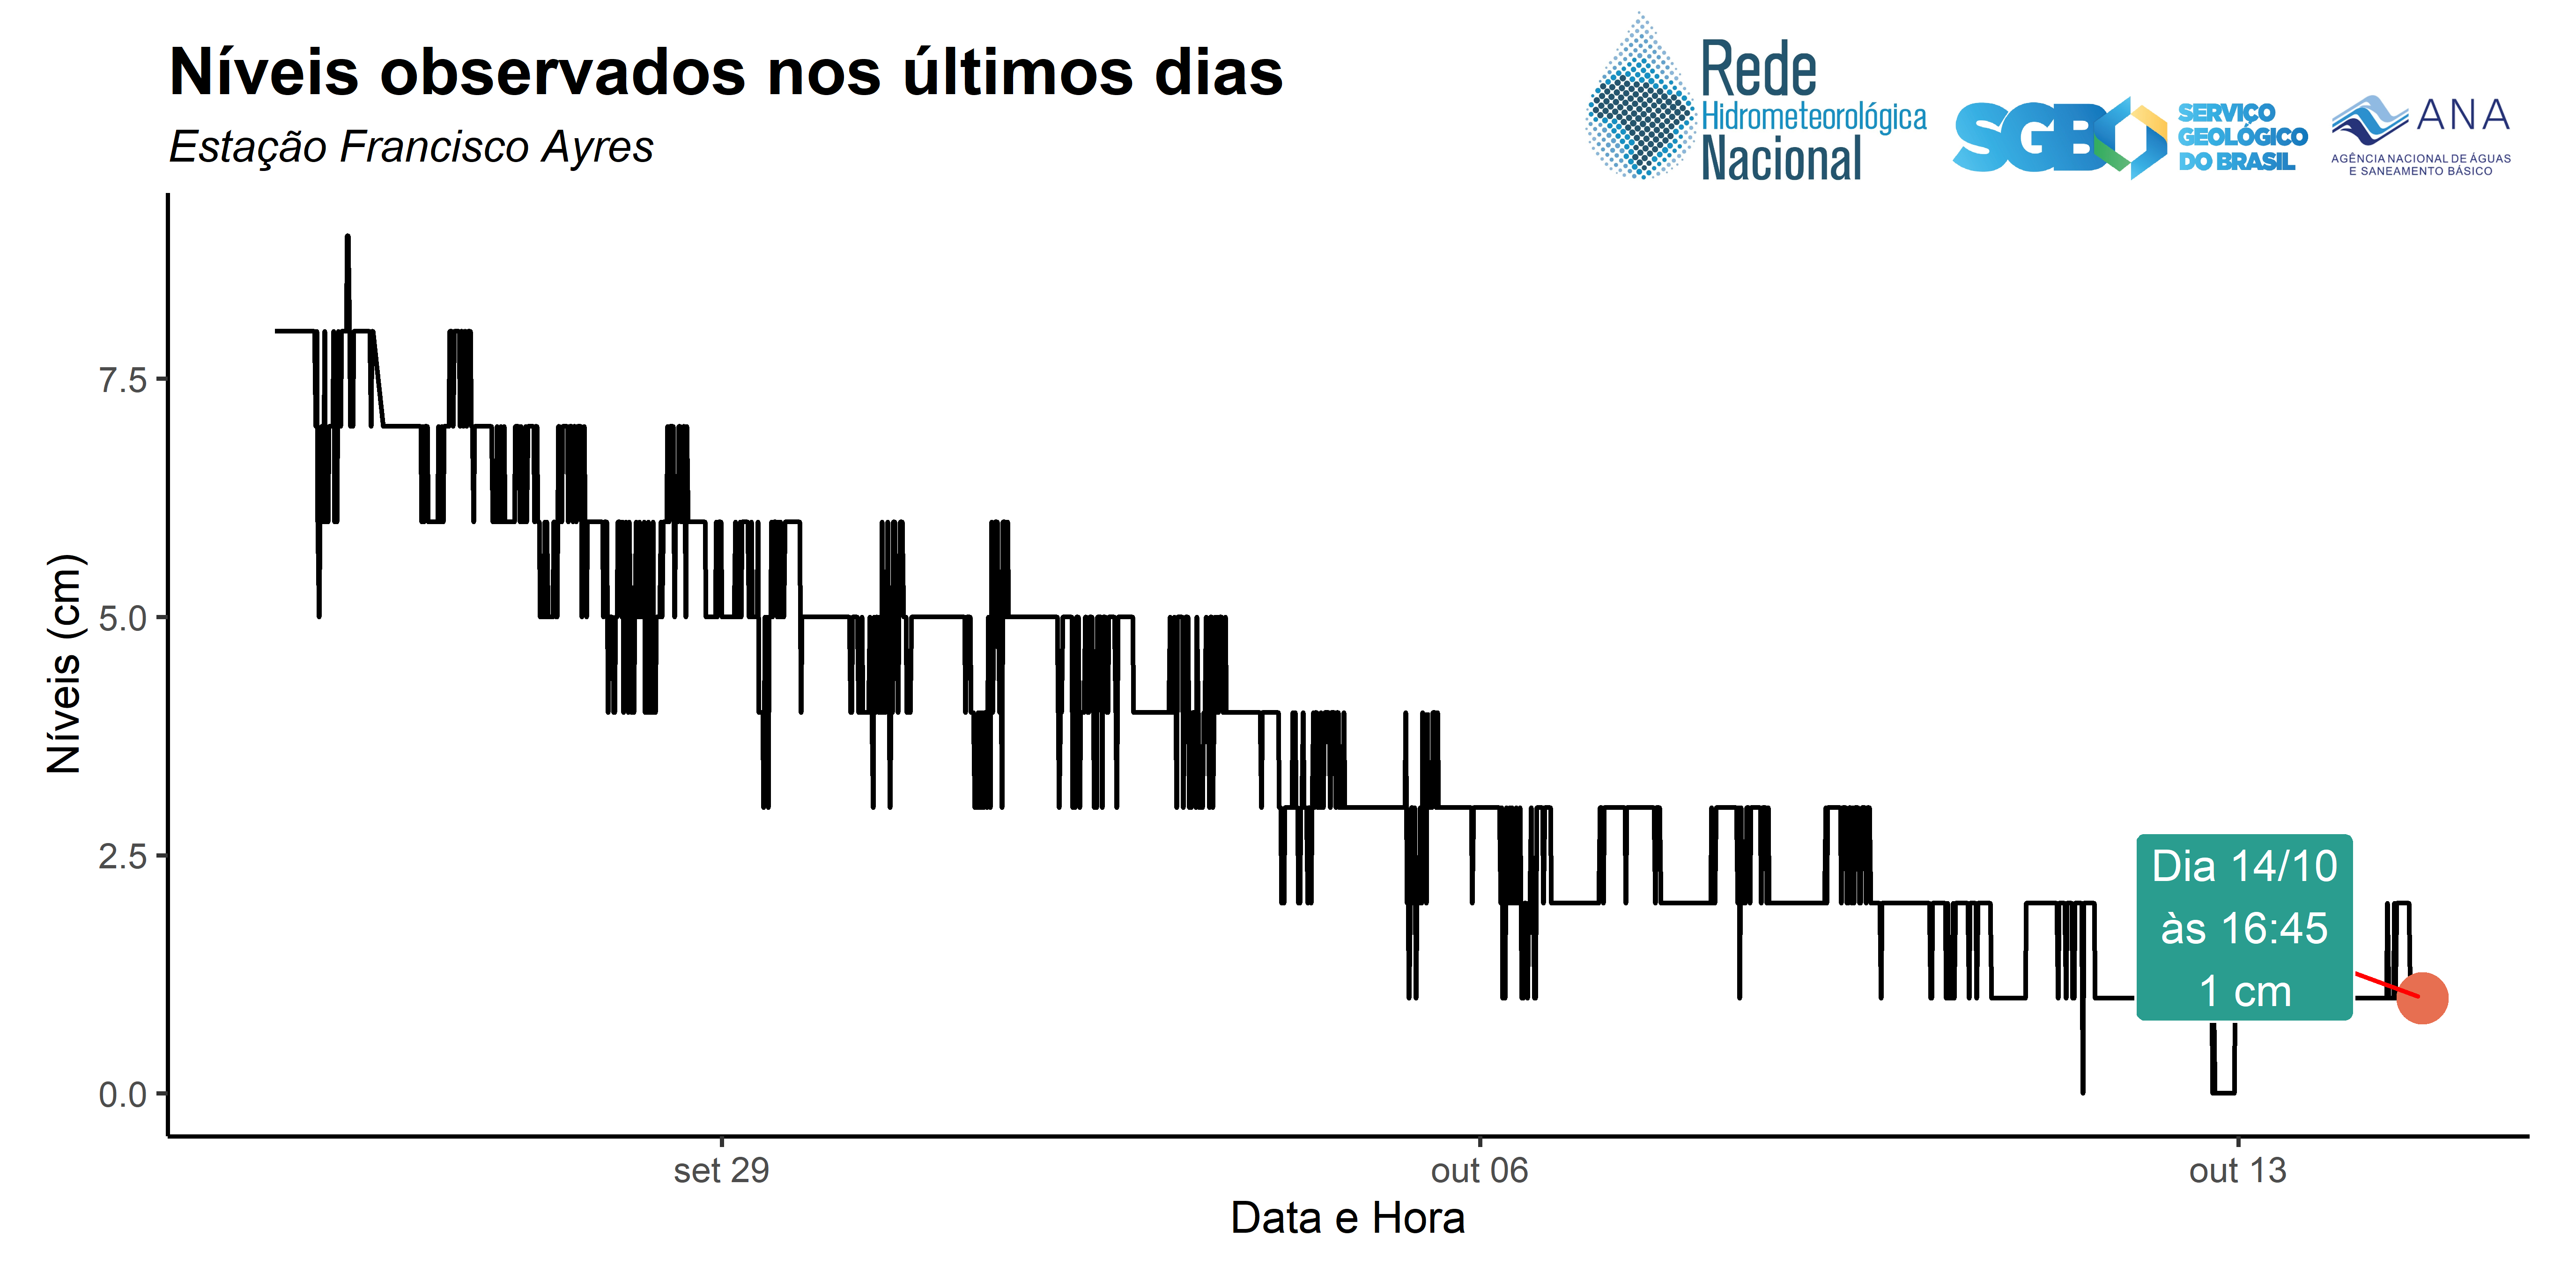 Níveis observados nos últimos dias
Estação Francisco Ayres
Rede
Hidrometeorológica
Nacional
SGB
SERVIÇO
GEOLÓGICO
DO BRASIL
ANA
AGÊNCIA NACIONAL DE ÁGUAS
E SANEAMENTO BÁSICO
Níveis (cm)
7.5
5.0
2.5
0.0
Dia 14/10
às 16:45
1 cm
set 29
out 06
out 13
Data e Hora